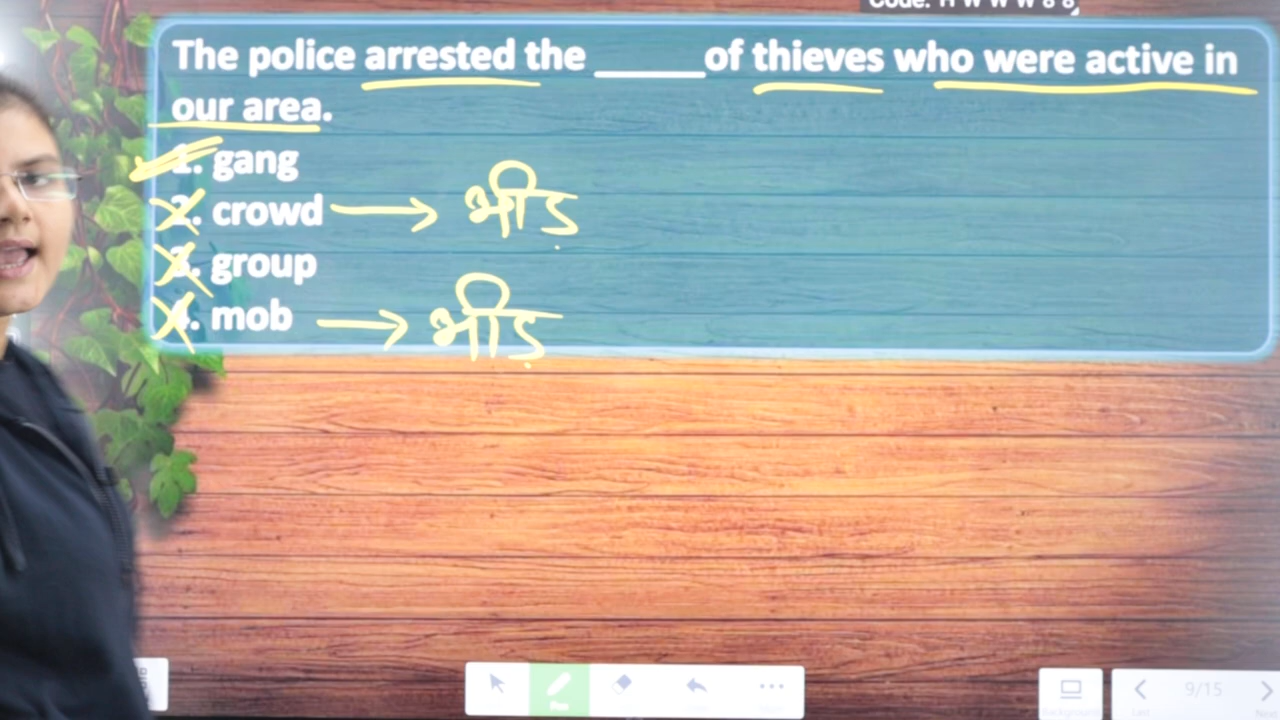 The police arrested the ______ of thieves who were active in
our area.
1. gang
2. crowd → भीड़
3. group
4. mob → भीड़
9/15